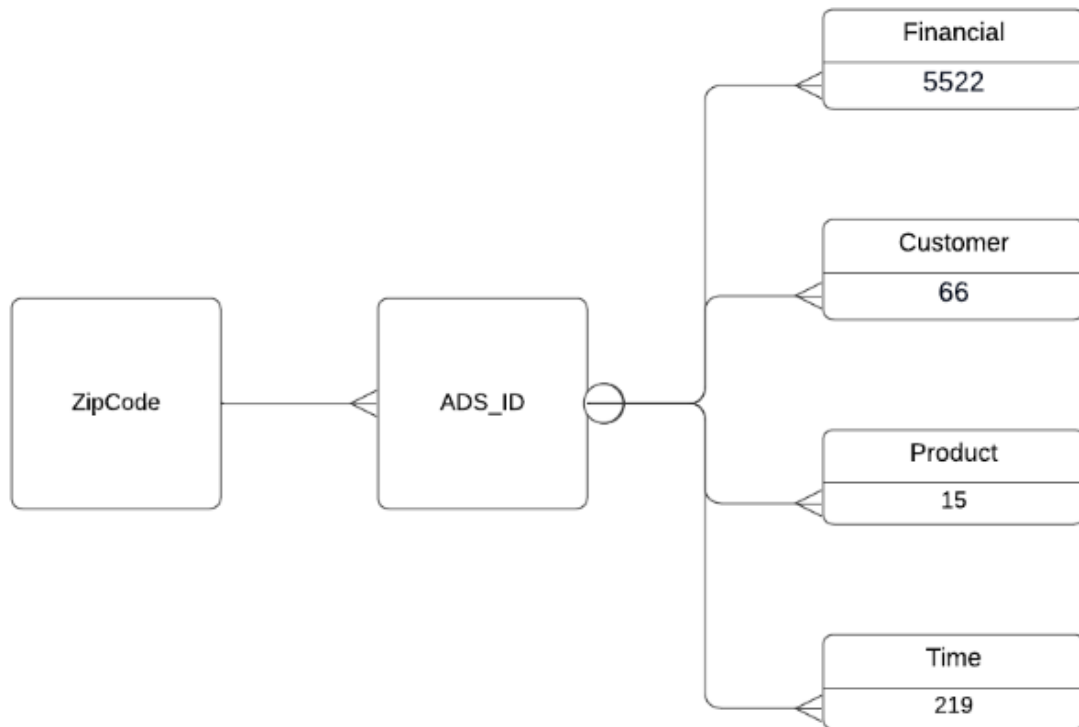 Financial
5522
Customer
66
ZipCode
ADS_ID
Product
15
Time
219